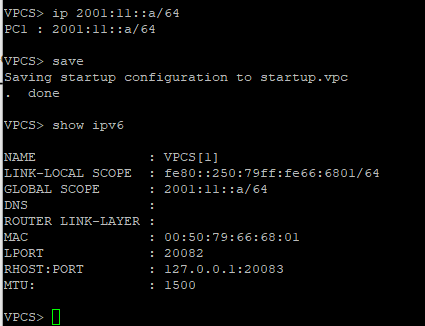 VPCS> ip 2001:11::a/64
PC1 : 2001:11::a/64
VPCS> save
Saving startup configuration to startup.vpc
.  done
VPCS> show ipv6
NAME              : VPCS[1]
LINK-LOCAL SCOPE  : fe80::250:79ff:fe66:6801/64
GLOBAL SCOPE      : 2001:11::a/64
DNS               :
ROUTER LINK-LAYER :
MAC               : 00:50:79:66:68:01
LPORT             : 20082
RHOST:PORT        : 127.0.0.1:20083
MTU:              : 1500
VPCS>